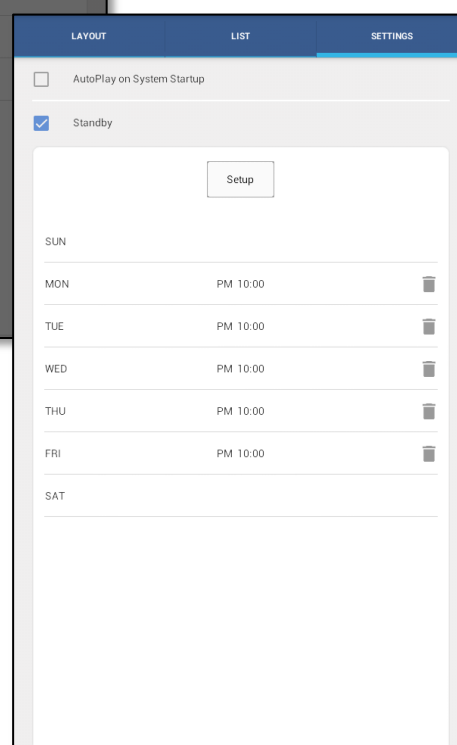 LAYOUT LIST SETTINGS
AutoPlay on System Startup
Standby
Setup
SUN
MON PM 10:00
TUE PM 10:00
WED PM 10:00
THU PM 10:00
FRI PM 10:00
SAT